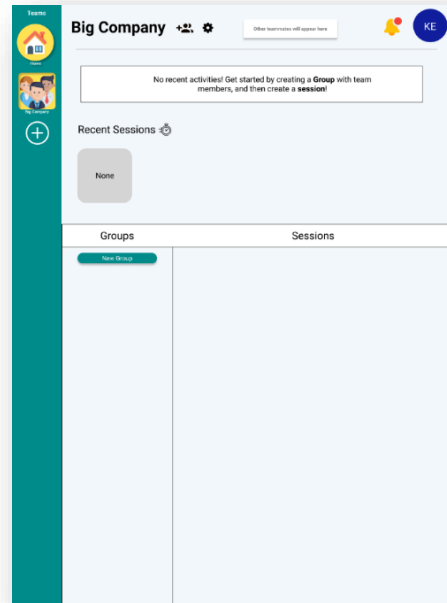 Teams
Home
Big Company
Big Company
Other teammates will appear here
KE
No recent activities! Get started by creating a Group with team
members, and then create a session!
Recent Sessions
None
Groups
Sessions
New Group